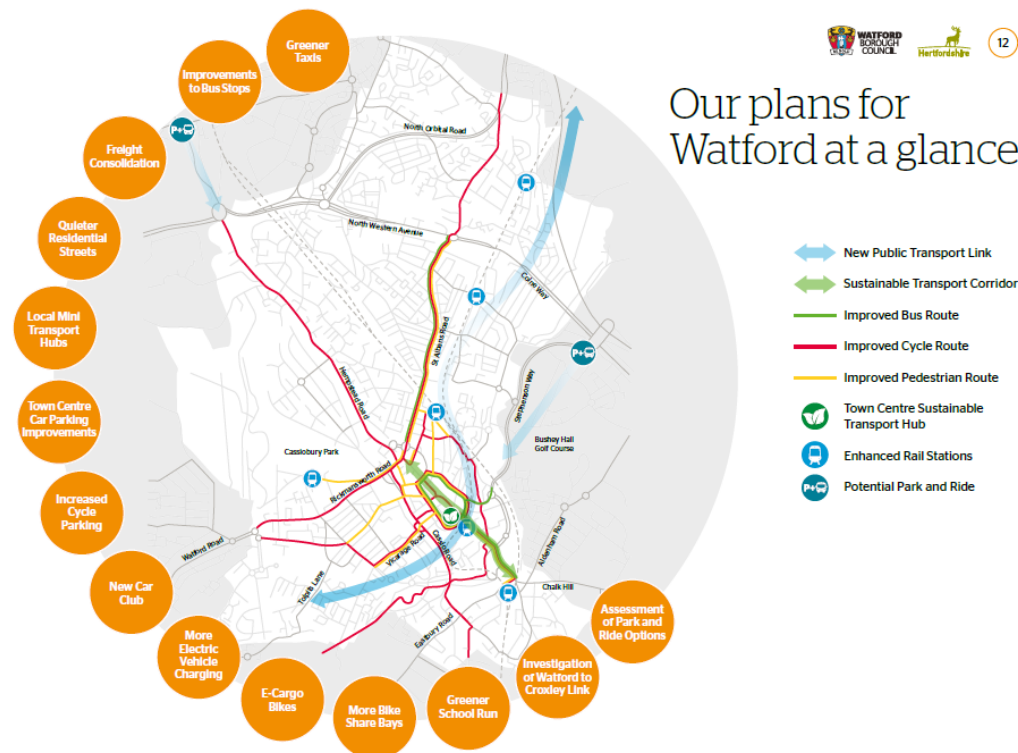 WATFORD
BOROUGH
COUNCIL
Hertfordshire
12
Our plans for
Watford at a glance
Greener
Taxis
Improvements
to Bus Stops
Freight
Consolidation
Quieter
Residential
Streets
Local Mini
Transport
Hubs
Town Centre
Car Parking
Improvements
Increased
Cycle
Parking
New Car
Club
More
Electric
Vehicle
Charging
E-Cargo
Bikes
More Bike
Share Bays
Greener
School Run
Investigation
of Watford to
Croxley Link
Assessment
of Park and
Ride Options
P+
North Orbital Road
North Western Avenue
Colne Way
St Albans Road
Hempstead Road
Stephenson Way
P+
Bushey Hall
Golf Course
Cassiobury Park
Rickmansworth Road
Watford Road
Vicarage Road
Cassio Road
Tolpits Lane
Aldenham Road
Chalk Hill
Eastbury Road
New Public Transport Link
Sustainable Transport Corridor
Improved Bus Route
Improved Cycle Route
Improved Pedestrian Route
Town Centre Sustainable
Transport Hub
Enhanced Rail Stations
P+
Potential Park and Ride